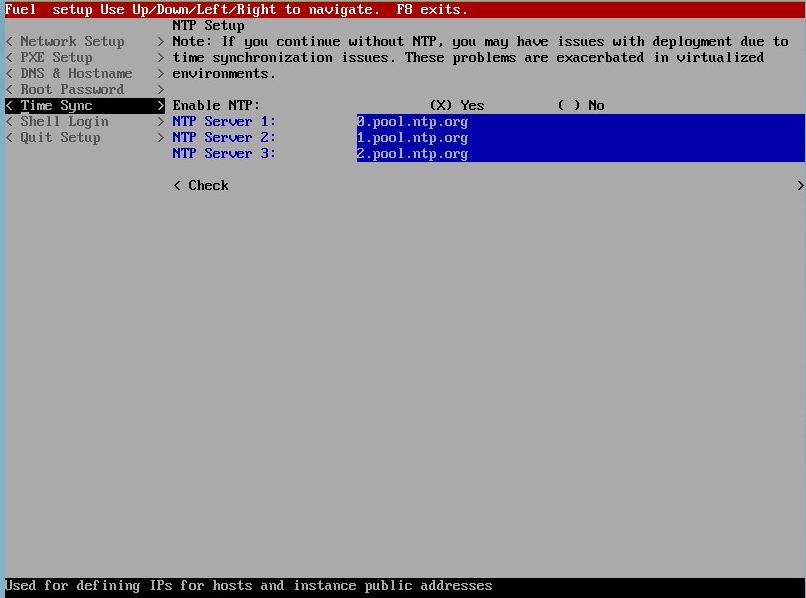 Fuel setup Use Up/Down/Left/Right to navigate. F8 exits.
NTP Setup
< Network Setup > Note: If you continue without NTP, you may have issues with deployment due to
< PXE Setup > time synchronization issues. These problems are exacerbated in virtualized
< DNS & Hostname > environments.
< Root Password >
< Time Sync > Enable NTP: (X) Yes ( ) No
< Shell Login > NTP Server 1: 0.pool.ntp.org
< Quit Setup > NTP Server 2: 1.pool.ntp.org
NTP Server 3: 2.pool.ntp.org
< Check >
Used for defining IPs for hosts and instance public addresses